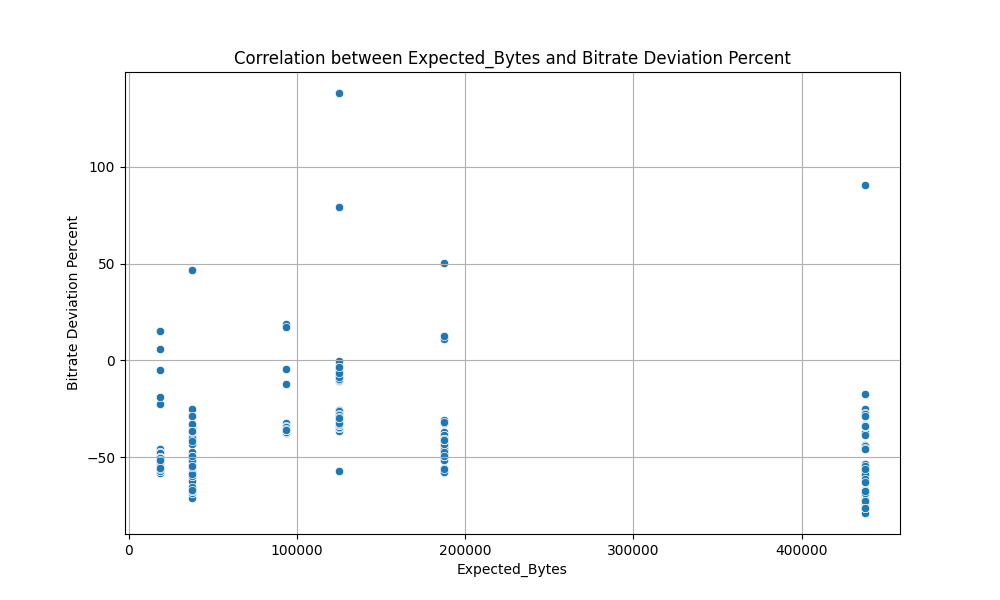 Correlation between Expected_Bytes and Bitrate Deviation Percent
Bitrate Deviation Percent
100
50
0
−50
0 100000 200000 300000 400000
Expected_Bytes